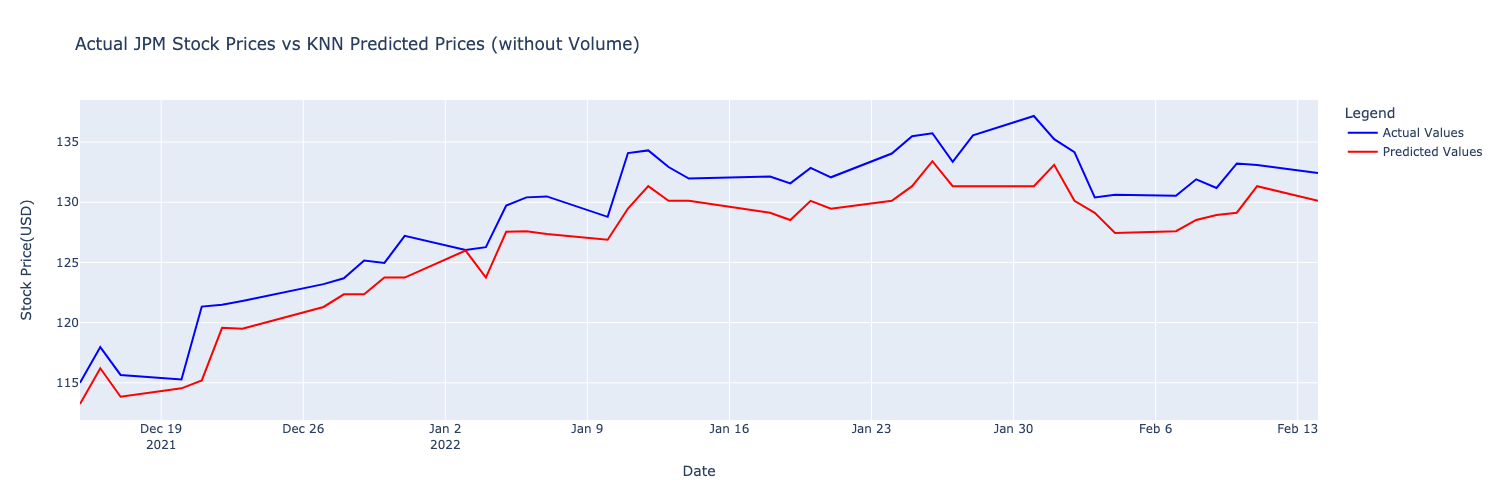 Actual JPM Stock Prices vs KNN Predicted Prices (without Volume)
Legend
Actual Values
Predicted Values
135
130
125
120
115
Stock Price(USD)
Dec 19
2021
Dec 26
Jan 2
2022
Jan 9
Jan 16
Jan 23
Jan 30
Feb 6
Feb 13
Date